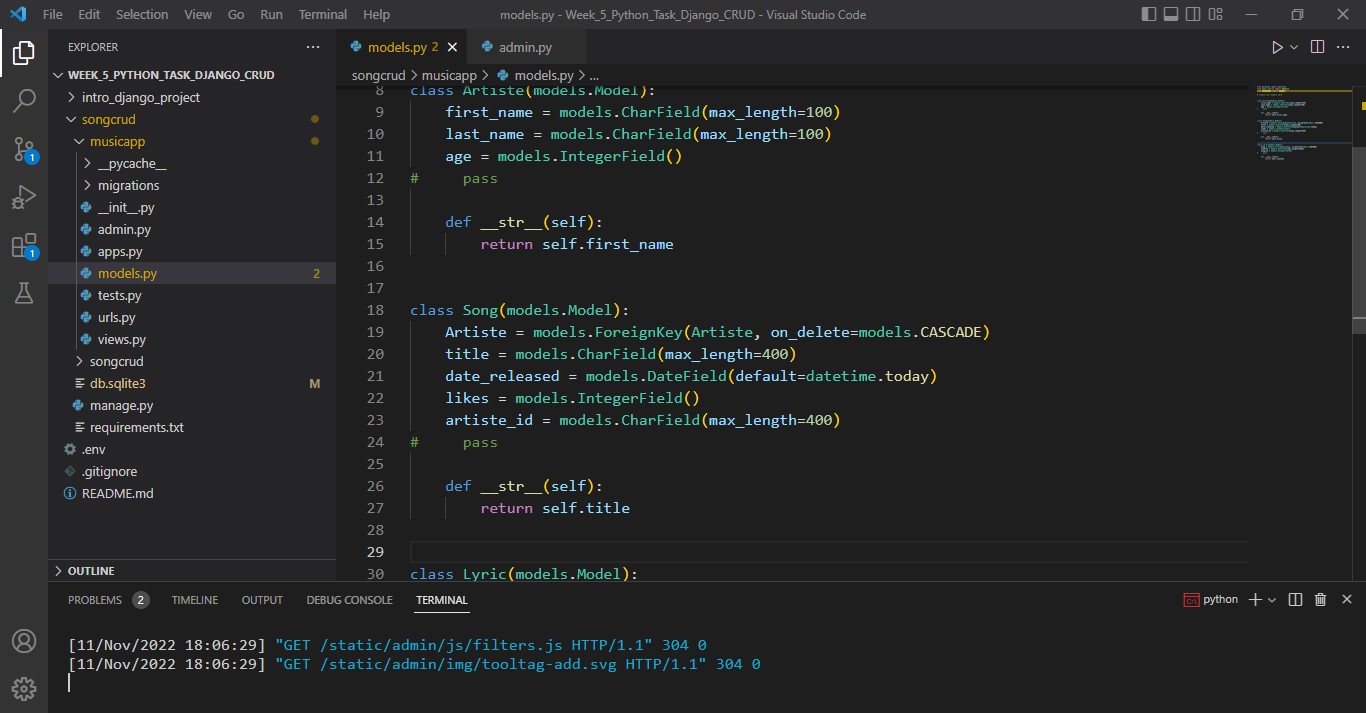 File Edit Selection View Go Run Terminal Help
models.py - Week_5_Python_Task_Django_CRUD - Visual Studio Code
EXPLORER
WEEK_5_PYTHON_TASK_DJANGO_CRUD
intro_django_project
songcrud
musicapp
__pycache__
migrations
__init__.py
admin.py
apps.py
models.py 2
tests.py
urls.py
views.py
songcrud
db.sqlite3 M
manage.py
requirements.txt
.env
.gitignore
README.md
OUTLINE
1
1
models.py 2
admin.py
songcrud > musicapp > models.py > ...
8 class Artiste(models.Model):
9 first_name = models.CharField(max_length=100)
10 last_name = models.CharField(max_length=100)
11 age = models.IntegerField()
12 # pass
13
14 def __str__(self):
15 return self.first_name
16
17
18 class Song(models.Model):
19 Artiste = models.ForeignKey(Artiste, on_delete=models.CASCADE)
20 title = models.CharField(max_length=400)
21 date_released = models.DateField(default=datetime.today)
22 likes = models.IntegerField()
23 artiste_id = models.CharField(max_length=400)
24 # pass
25
26 def __str__(self):
27 return self.title
28
29
30 class Lyric(models.Model):
PROBLEMS 2 TIMELINE OUTPUT DEBUG CONSOLE TERMINAL
python
[11/Nov/2022 18:06:29] "GET /static/admin/js/filters.js HTTP/1.1" 304 0
[11/Nov/2022 18:06:29] "GET /static/admin/img/tooltag-add.svg HTTP/1.1" 304 0